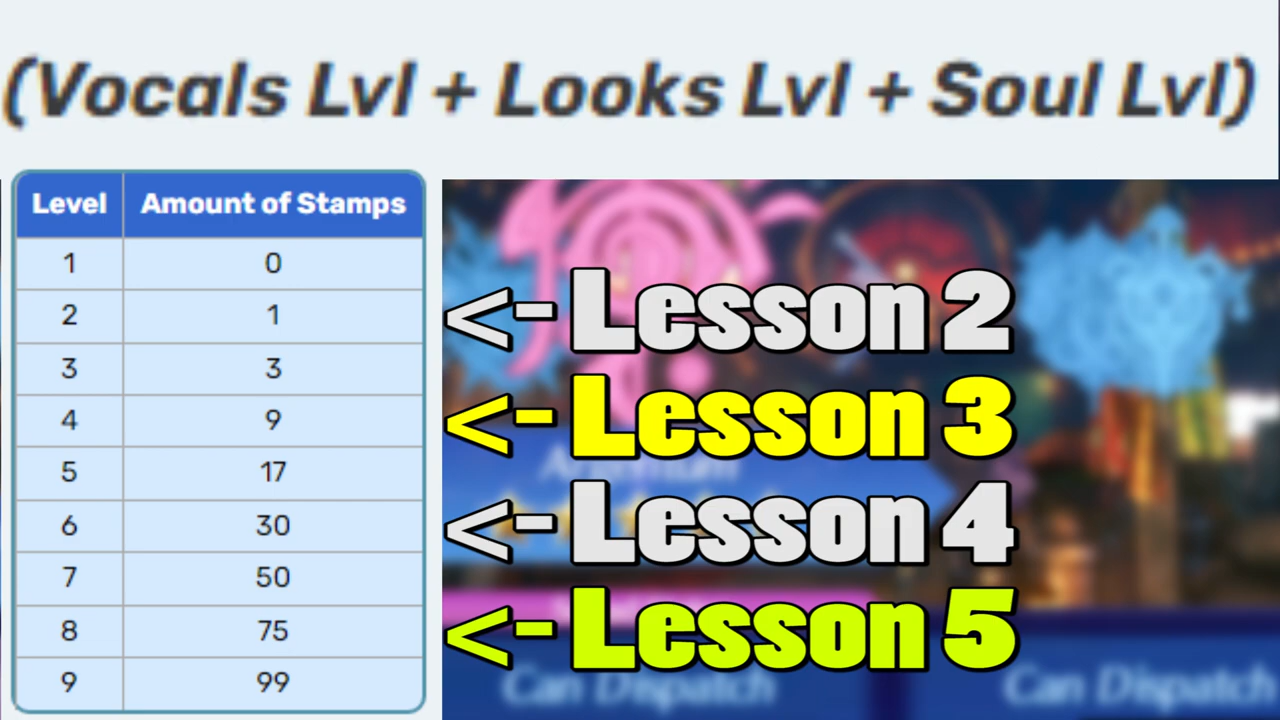 (Vocals Lvl + Looks Lvl + Soul Lvl)
Level Amount of Stamps
1 0
2 1
3 3
4 9
5 17
6 30
7 50
8 75
9 99
<- Lesson 2
<- Lesson 3
<- Lesson 4
<- Lesson 5
Can Dispatch Can Dispatch